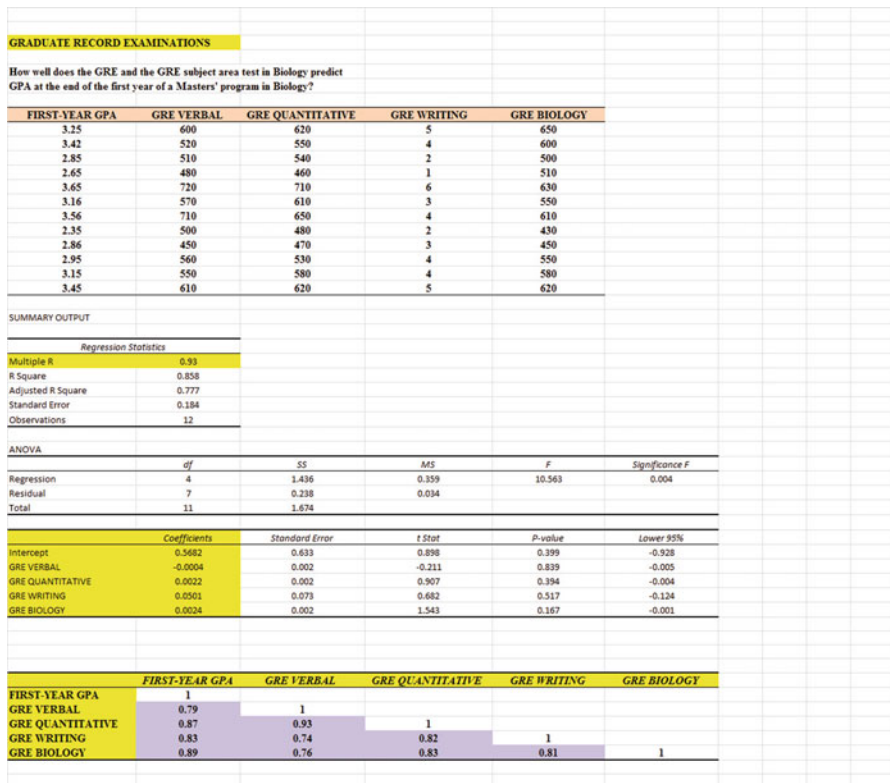 GRADUATE RECORD EXAMINATIONS
How well does the GRE and the GRE subject area test in Biology predict
GPA at the end of the first year of a Masters' program in Biology?
FIRST-YEAR GPA GRE VERBAL GRE QUANTITATIVE GRE WRITING GRE BIOLOGY
3.25 600 620 5 650
3.42 520 550 4 600
2.85 510 540 2 500
2.65 480 460 1 510
3.65 720 710 6 630
3.16 570 610 3 550
3.56 710 650 4 610
2.35 500 480 2 430
2.86 450 470 3 450
2.95 560 530 4 550
3.15 550 580 4 580
3.45 610 620 5 620
SUMMARY OUTPUT
Regression Statistics
Multiple R 0.93
R Square 0.858
Adjusted R Square 0.777
Standard Error 0.184
Observations 12
ANOVA
df SS MS F Significance F
Regression 4 1.436 0.359 10.563 0.004
Residual 7 0.238 0.034
Total 11 1.674
Coefficients Standard Error t Stat P-value Lower 95%
Intercept 0.5682 0.633 0.898 0.399 -0.928
GRE VERBAL -0.0004 0.002 -0.211 0.839 -0.005
GRE QUANTITATIVE 0.0022 0.002 0.907 0.394 -0.004
GRE WRITING 0.0501 0.073 0.682 0.517 -0.124
GRE BIOLOGY 0.0024 0.002 1.543 0.167 -0.001
FIRST-YEAR GPA GRE VERBAL GRE QUANTITATIVE GRE WRITING GRE BIOLOGY
FIRST-YEAR GPA 1
GRE VERBAL 0.79 1
GRE QUANTITATIVE 0.87 0.93 1
GRE WRITING 0.83 0.74 0.82 1
GRE BIOLOGY 0.89 0.76 0.83 0.81 1